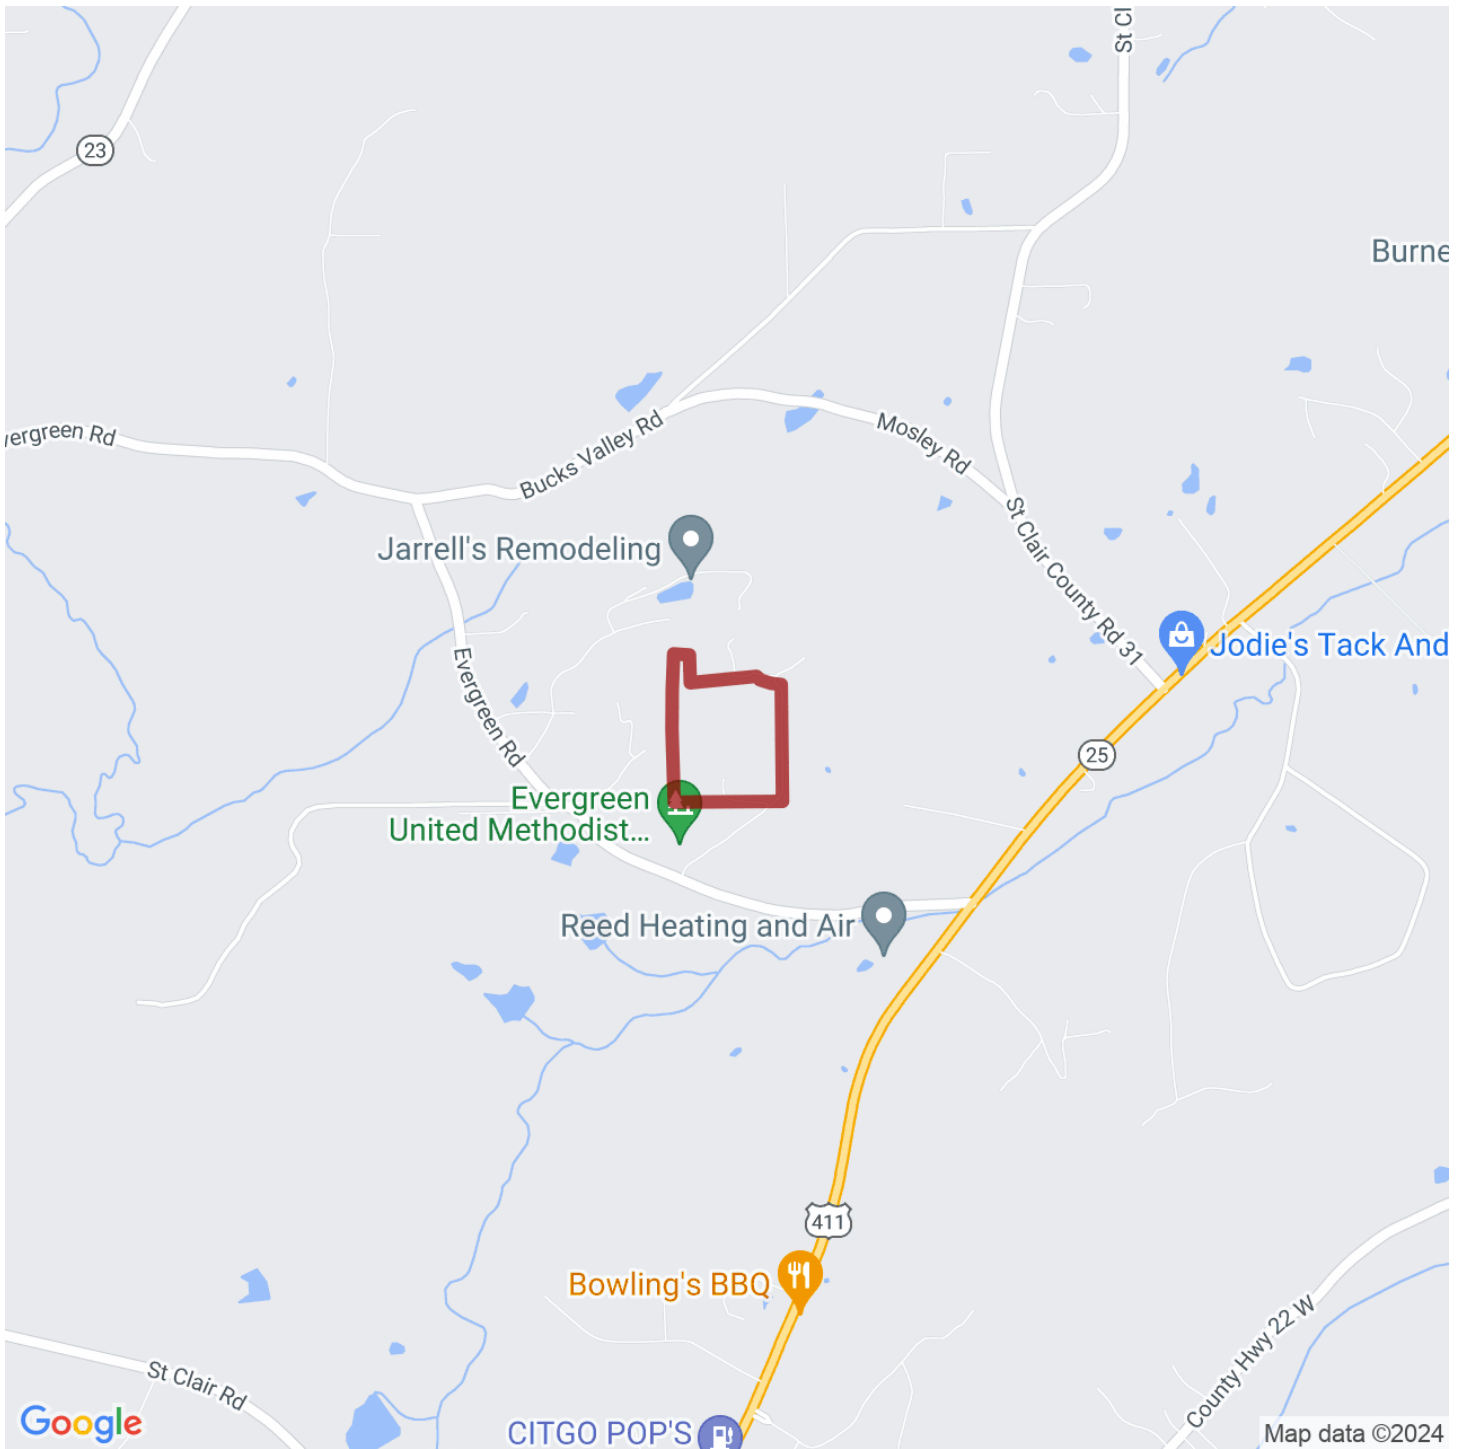 St Cl
23
Burne
vergreen Rd
Bucks Valley Rd
Mosley Rd
St Clair County Rd 31
Jarrell's Remodeling
Jodie's Tack And
Evergreen Rd
25
Evergreen
United Methodist...
Reed Heating and Air
411
Bowling's BBQ
County Hwy 22 W
St Clair Rd
Google
CITGO POP'S
Map data ©2024